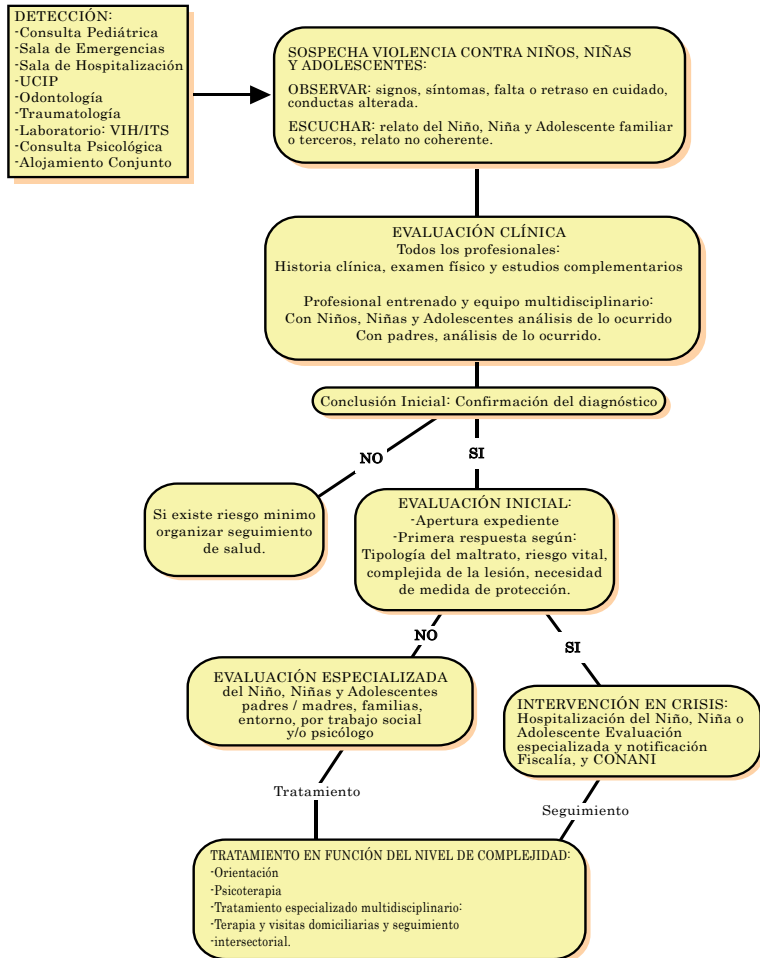 DETECCIÓN:
-Consulta Pediátrica
-Sala de Emergencias
-Sala de Hospitalización
-UCIP
-Odontología
-Traumatología
-Laboratorio: VIH/ITS
-Consulta Psicológica
-Alojamiento Conjunto
SOSPECHA VIOLENCIA CONTRA NIÑOS, NIÑAS
Y ADOLESCENTES:
OBSERVAR: signos, síntomas, falta o retraso en cuidado,
conductas alterada.
ESCUCHAR: relato del Niño, Niña y Adolescente familiar
o terceros, relato no coherente.
EVALUACIÓN CLÍNICA
Todos los profesionales:
Historia clínica, examen físico y estudios complementarios
Profesional entrenado y equipo multidisciplinario:
Con Niños, Niñas y Adolescentes análisis de lo ocurrido
Con padres, análisis de lo ocurrido.
Conclusión Inicial: Confirmación del diagnóstico
NO
SI
Si existe riesgo minimo
organizar seguimiento
de salud.
EVALUACIÓN INICIAL:
-Apertura expediente
-Primera respuesta según:
Tipología del maltrato, riesgo vital,
complejida de la lesión, necesidad
de medida de protección.
NO
SI
EVALUACIÓN ESPECIALIZADA
del Niño, Niñas y Adolescentes
padres / madres, familias,
entorno, por trabajo social
y/o psicólogo
INTERVENCIÓN EN CRISIS:
Hospitalización del Niño, Niña o
Adolescente Evaluación
especializada y notificación
Fiscalía, y CONANI
Tratamiento
Seguimiento
TRATAMIENTO EN FUNCIÓN DEL NIVEL DE COMPLEJIDAD:
-Orientación
-Psicoterapia
-Tratamiento especializado multidisciplinario:
-Terapia y visitas domiciliarias y seguimiento
-intersectorial.